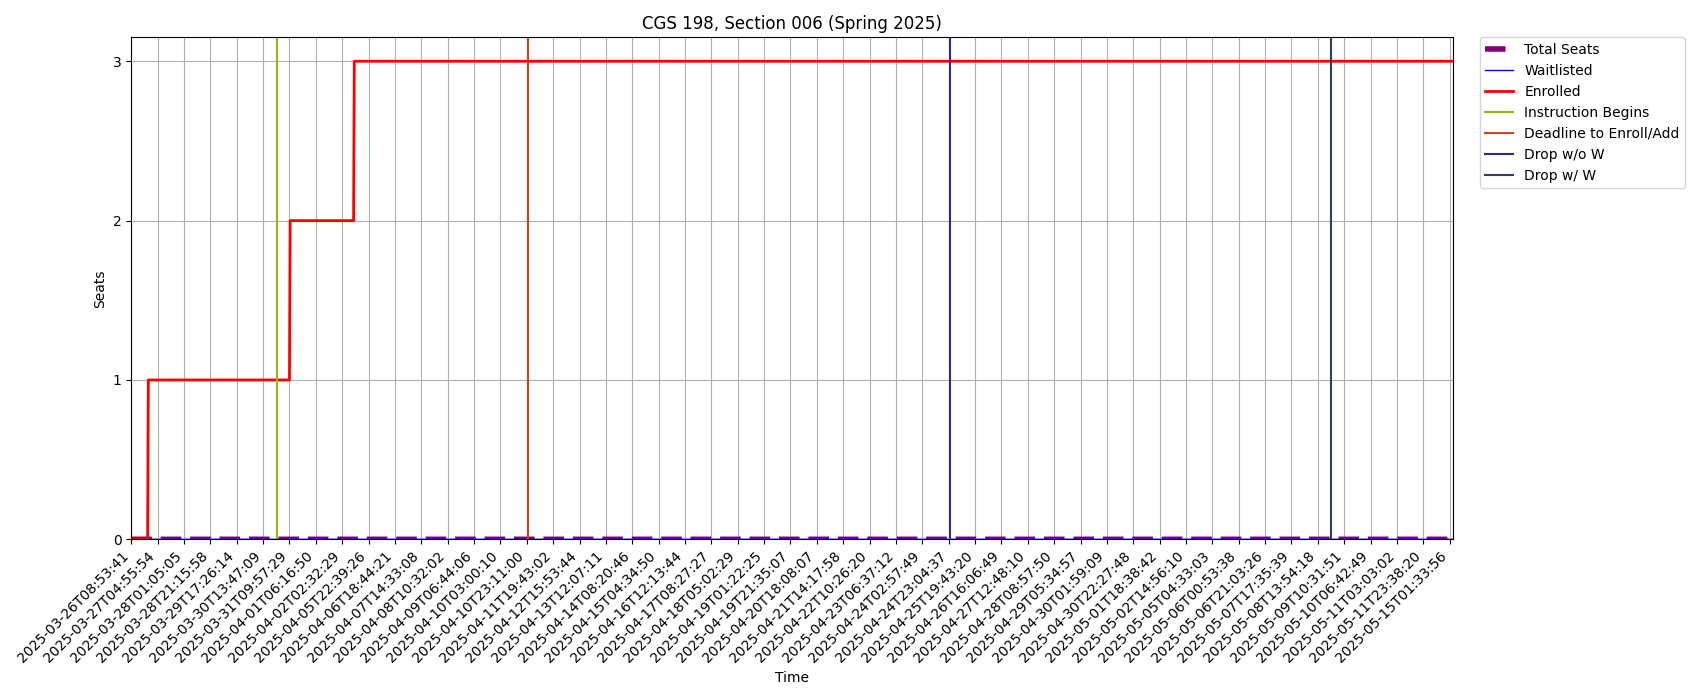 CGS 198, Section 006 (Spring 2025)
Total Seats
Waitlisted
Enrolled
Instruction Begins
Deadline to Enroll/Add
Drop w/o W
Drop w/ W
Seats
3
2
1
0
2025-03-26T08:53:41
2025-03-27T04:55:54
2025-03-28T01:05:05
2025-03-28T21:15:58
2025-03-29T17:26:14
2025-03-30T13:47:09
2025-03-31T09:57:29
2025-04-01T06:16:50
2025-04-02T02:32:29
2025-04-05T22:39:26
2025-04-06T18:44:21
2025-04-07T14:33:08
2025-04-08T10:32:02
2025-04-09T06:44:06
2025-04-10T03:00:10
2025-04-10T23:11:00
2025-04-11T19:43:02
2025-04-12T15:53:44
2025-04-13T12:07:11
2025-04-14T08:20:46
2025-04-15T04:34:50
2025-04-16T12:13:44
2025-04-17T08:27:27
2025-04-18T05:02:29
2025-04-19T01:22:25
2025-04-19T21:35:07
2025-04-20T18:08:07
2025-04-21T14:17:58
2025-04-22T10:26:20
2025-04-23T06:37:12
2025-04-24T02:57:49
2025-04-24T23:04:37
2025-04-25T19:43:20
2025-04-26T16:06:49
2025-04-27T12:48:10
2025-04-28T08:57:50
2025-04-29T05:34:57
2025-04-30T01:59:09
2025-04-30T22:27:48
2025-05-01T18:38:42
2025-05-02T14:56:10
2025-05-05T04:33:03
2025-05-06T00:53:38
2025-05-06T21:03:26
2025-05-07T17:35:39
2025-05-08T13:54:18
2025-05-09T10:31:51
2025-05-10T06:42:49
2025-05-11T03:03:02
2025-05-11T23:38:20
2025-05-15T01:33:56
Time